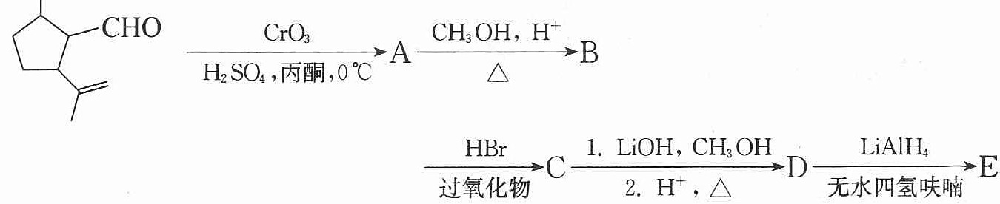 CHO
CrO₃
H₂SO₄,丙酮,0℃
A
CH₃OH, H⁺
△
B
HBr
过氧化物
C
1. LiOH, CH₃OH
2. H⁺, △
D
LiAlH₄
无水四氢呋喃
E